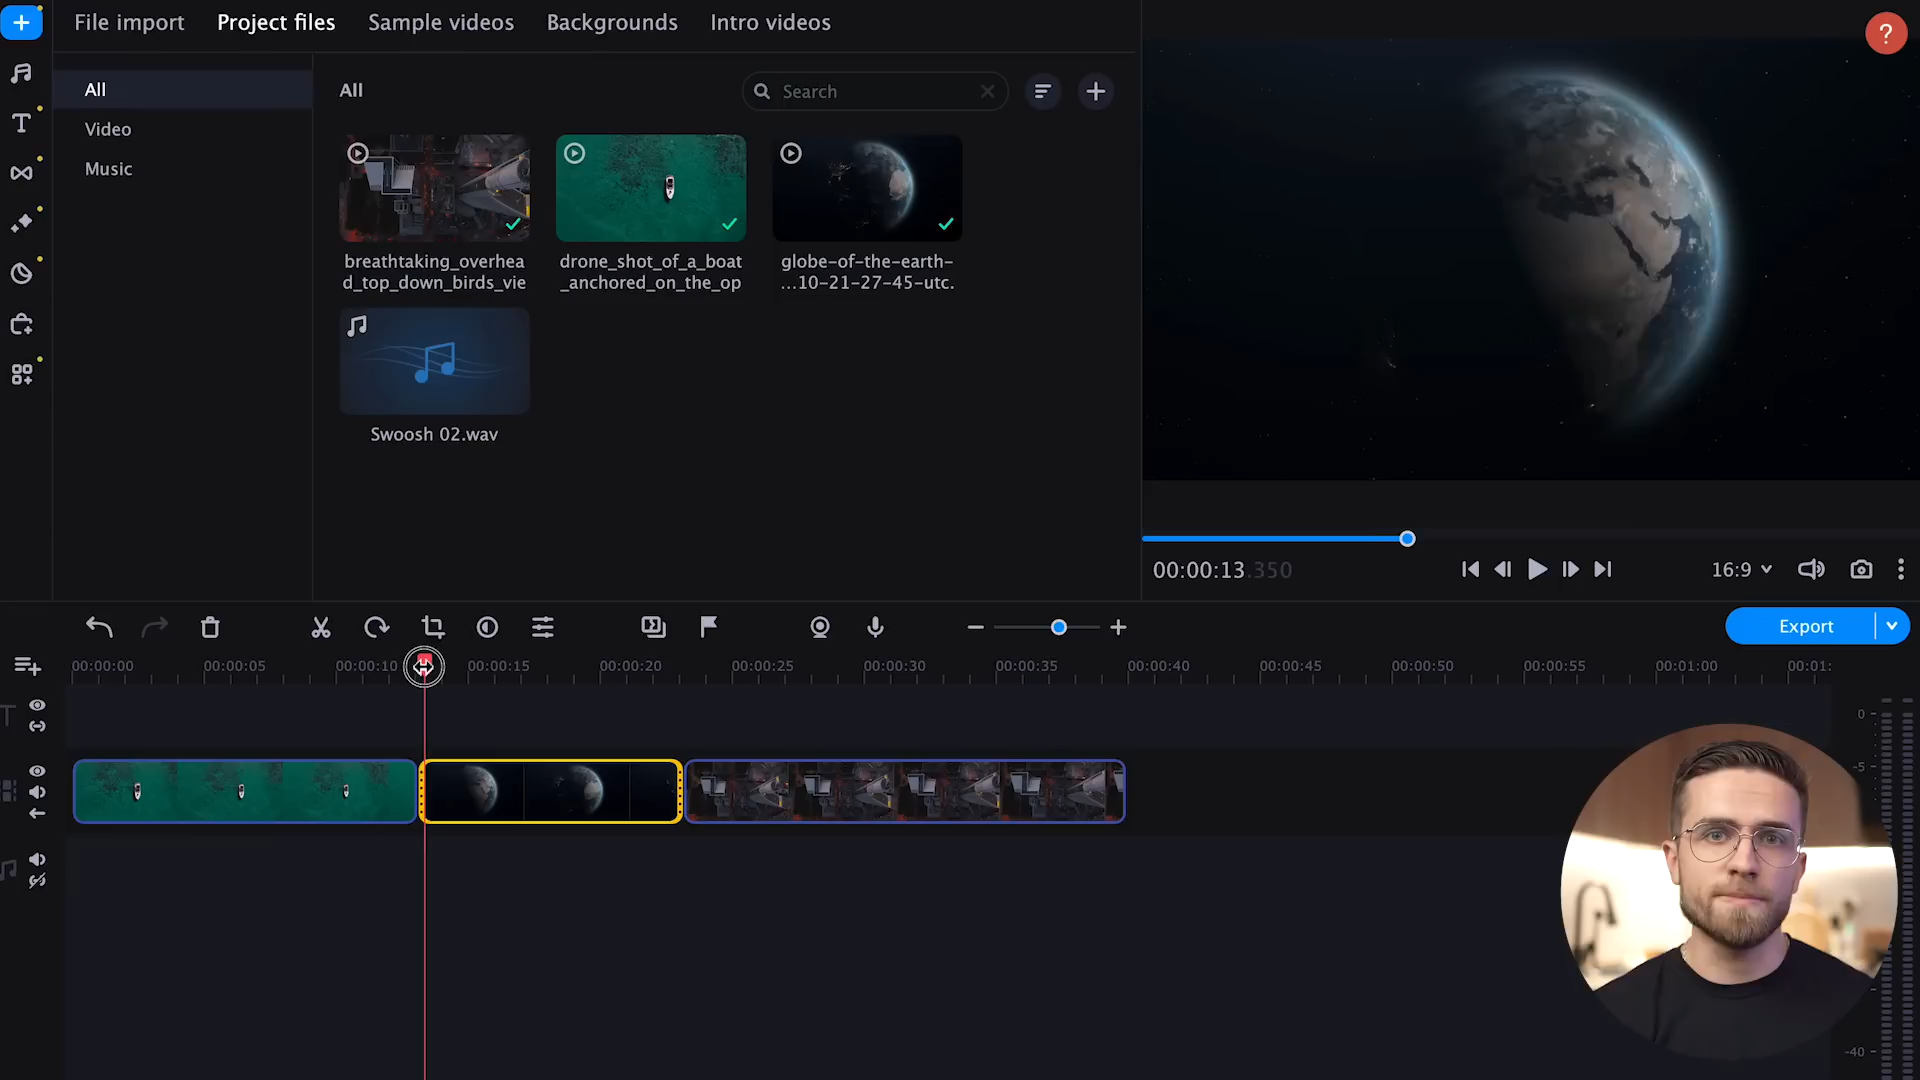 File import
Project files
Sample videos
Backgrounds
Intro videos
?
All
Video
Music
All
Search
breathtaking_overhea
d_top_down_birds_vie
drone_shot_of_a_boat
_anchored_on_the_op
globe-of-the-earth-
...10-21-27-45-utc.
Swoosh 02.wav
00:00:13.350
16:9
Export
00:00:00
00:00:05
00:00:10
00:00:15
00:00:20
00:00:25
00:00:30
00:00:35
00:00:40
00:00:45
00:00:50
00:00:55
00:01:00
00:01:
0
-5
-40